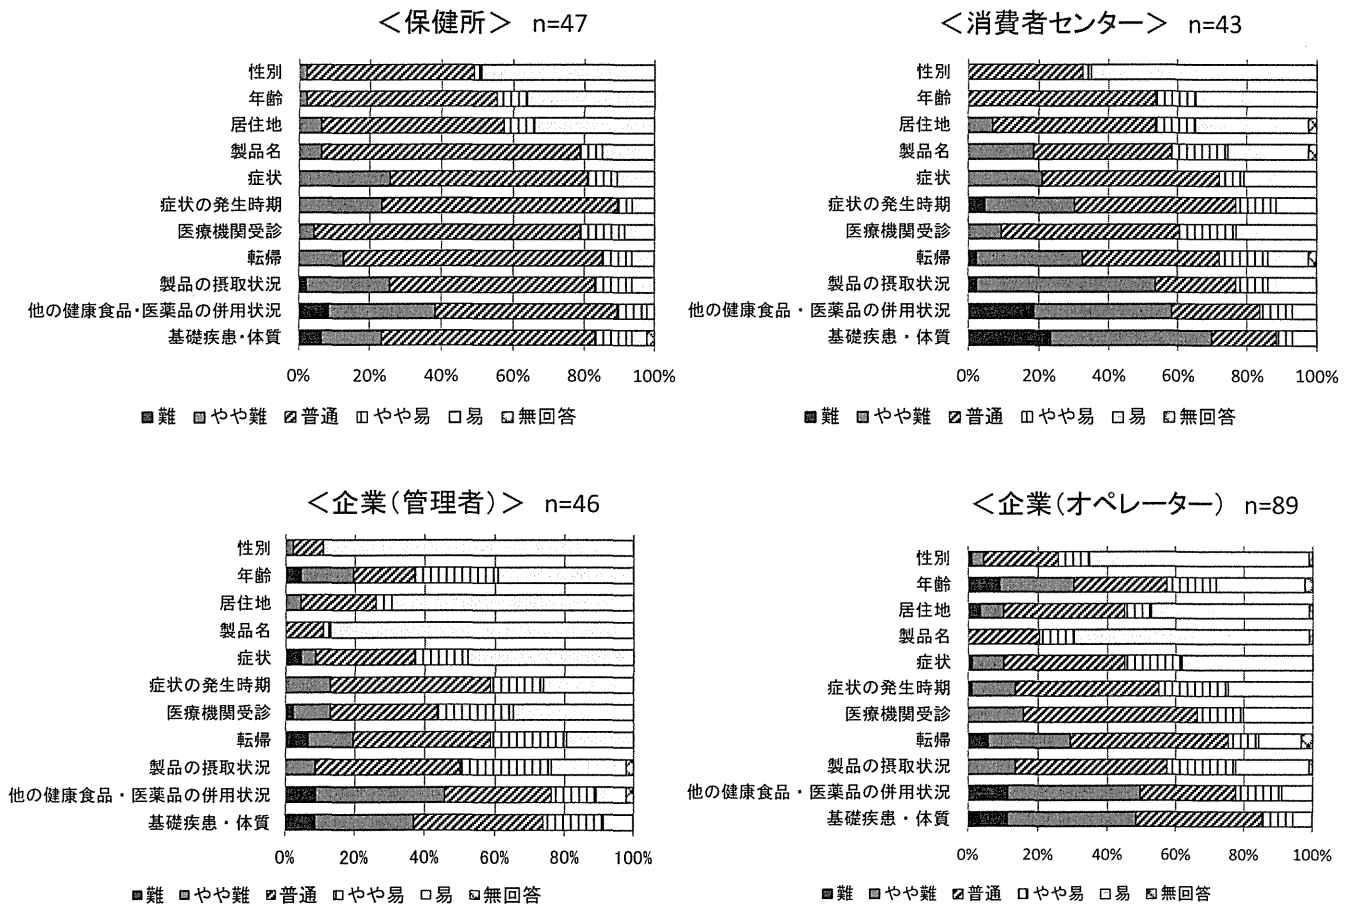 ＜保健所＞ n=47
性別
年齢
居住地
製品名
症状
症状の発生時期
医療機関受診
転帰
製品の摂取状況
他の健康食品・医薬品の併用状況
基礎疾患・体質
0% 20% 40% 60% 80% 100%
難 やや難 普通 やや易 易 無回答
＜消費者センター＞ n=43
性別
年齢
居住地
製品名
症状
症状の発生時期
医療機関受診
転帰
製品の摂取状況
他の健康食品・医薬品の併用状況
基礎疾患・体質
0% 20% 40% 60% 80% 100%
難 やや難 普通 やや易 易 無回答
＜企業（管理者）＞ n=46
性別
年齢
居住地
製品名
症状
症状の発生時期
医療機関受診
転帰
製品の摂取状況
他の健康食品・医薬品の併用状況
基礎疾患・体質
0% 20% 40% 60% 80% 100%
難 やや難 普通 やや易 易 無回答
＜企業（オペレーター） n=89
性別
年齢
居住地
製品名
症状
症状の発生時期
医療機関受診
転帰
製品の摂取状況
他の健康食品・医薬品の併用状況
基礎疾患・体質
0% 20% 40% 60% 80% 100%
難 やや難 普通 やや易 易 無回答